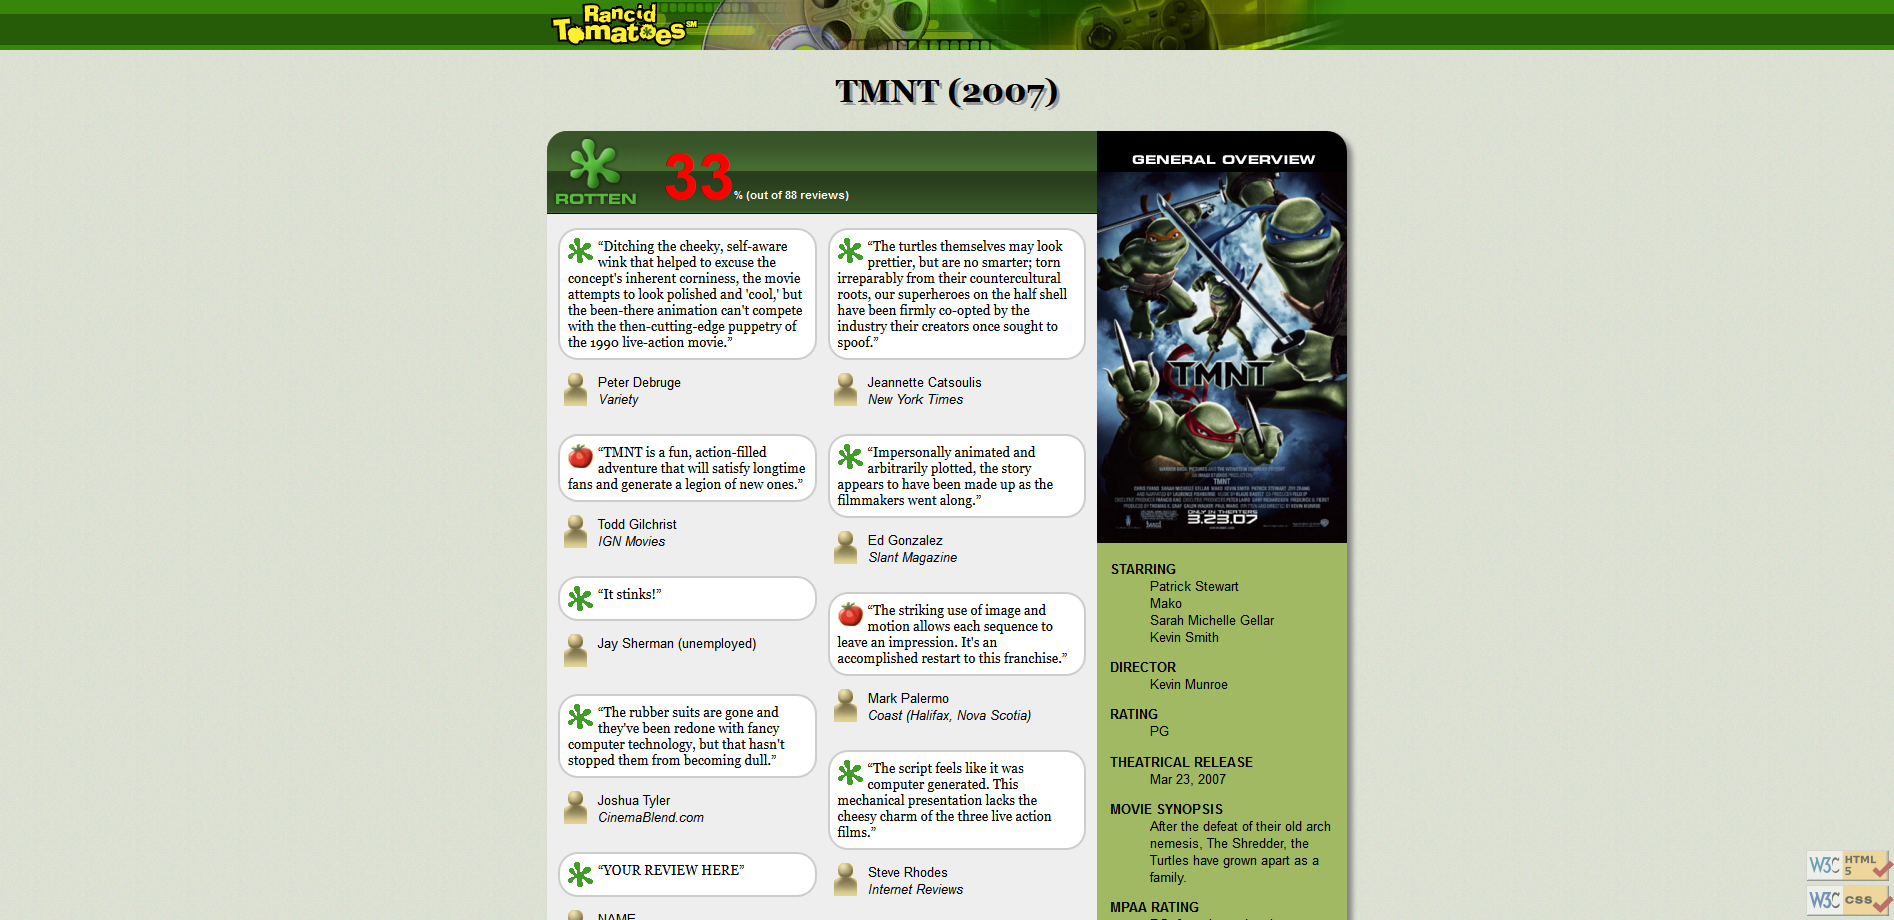 Rancid
Tomatoes SM
TMNT (2007)
ROTTEN
33% (out of 88 reviews)
“Ditching the cheeky, self-aware
wink that helped to excuse the
concept's inherent corniness, the movie
attempts to look polished and 'cool,' but
the been-there animation can't compete
with the then-cutting-edge puppetry of
the 1990 live-action movie.”
Peter Debruge
Variety
“TMNT is a fun, action-filled
adventure that will satisfy longtime
fans and generate a legion of new ones.”
Todd Gilchrist
IGN Movies
“It stinks!”
Jay Sherman (unemployed)
“The rubber suits are gone and
they've been redone with fancy
computer technology, but that hasn't
stopped them from becoming dull.”
Joshua Tyler
CinemaBlend.com
“YOUR REVIEW HERE”
NAME
“The turtles themselves may look
prettier, but are no smarter; torn
irreparably from their countercultural
roots, our superheroes on the half shell
have been firmly co-opted by the
industry their creators once sought to
spoof.”
Jeannette Catsoulis
New York Times
“Impersonally animated and
arbitrarily plotted, the story
appears to have been made up as the
filmmakers went along.”
Ed Gonzalez
Slant Magazine
“The striking use of image and
motion allows each sequence to
leave an impression. It's an
accomplished restart to this franchise.”
Mark Palermo
Coast (Halifax, Nova Scotia)
“The script feels like it was
computer generated. This
mechanical presentation lacks the
cheesy charm of the three live action
films.”
Steve Rhodes
Internet Reviews
GENERAL OVERVIEW
TMNT
TMNT
ONLY IN THEATERS
3.23.07
STARRING
Patrick Stewart
Mako
Sarah Michelle Gellar
Kevin Smith
DIRECTOR
Kevin Munroe
RATING
PG
THEATRICAL RELEASE
Mar 23, 2007
MOVIE SYNOPSIS
After the defeat of their old arch
nemesis, The Shredder, the
Turtles have grown apart as a
family.
MPAA RATING
W3C HTML 5
W3C CSS